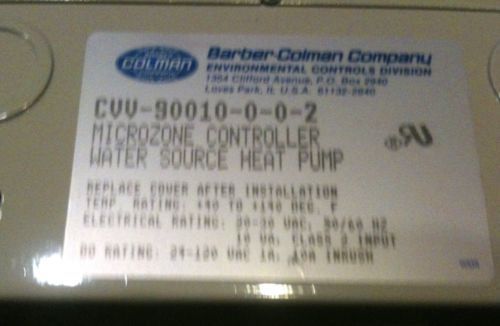 COLMAN
Barber-Colman Company
ENVIRONMENTAL CONTROLS DIVISION
1354 Clifford Avenue, P.O. Box 2940
Loves Park, IL U.S.A. 61132-2940
CVV-90010-0-0-2
MICROZONE CONTROLLER
WATER SOURCE HEAT PUMP
REPLACE COVER AFTER INSTALLATION
TEMP. RATING: +40 TO +140 DEG. F
ELECTRICAL RATING: 20-30 VAC, 50/60 HZ
10 VA, CLASS 2 INPUT
DO RATING: 24-120 VAC 1A, 10A INRUSH